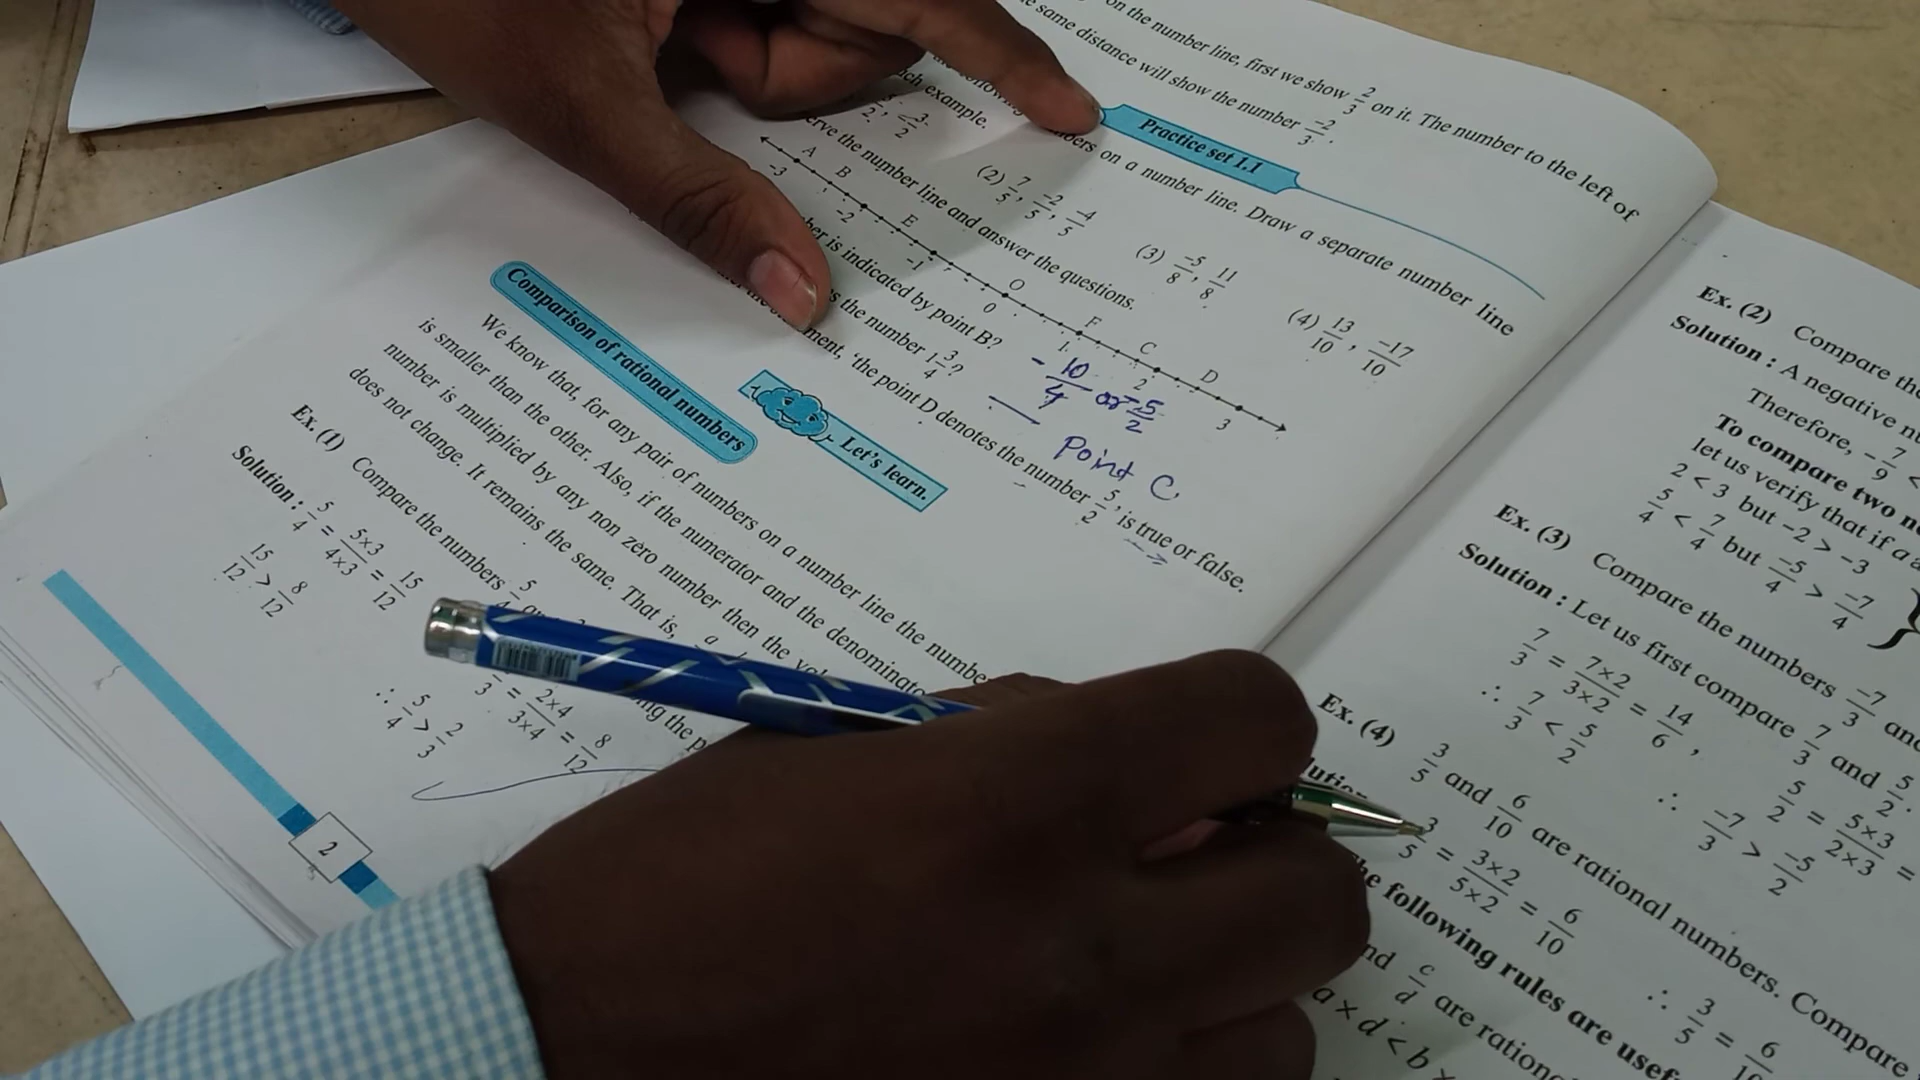 on the number line, first we show 2/3 on it. The number to the left of
same distance will show the number -2/3.
Practice set 1.1
on a number line. Draw a separate number line
each example.
(2) 7/5, -2/5, -4/5
(3) -5/8, 11/8
(4) 13/10, -17/10
the number line and answer the questions.
A B E O F C D
-3 -2 -1 0 1 2 3
is indicated by point B?
- 10/4 or -5/2
the number 1 3/4?
Point C
'the point D denotes the number 5/2', is true or false.
Let's learn.
Comparison of rational numbers
We know that, for any pair of numbers on a number line the number
is smaller than the other. Also, if the numerator and the denominator
number is multiplied by any non zero number then the
does not change. It remains the same. That is, a
Ex. (1) Compare the numbers 5/4
Solution : 5/4 = 5×3/4×3 = 15/12
2×4/3×4 = 8/12
15/12 > 8/12
∴ 5/4 > 2/3
2
Ex. (2) Compare the
Solution : A negative
Therefore, -7/9 <
To compare two
let us verify that if a
2 < 3 but -2 > -3
5/4 < 7/4 but -5/4 > -7/4
Ex. (3) Compare the numbers -7/3 and
Solution : Let us first compare 7/3 and 5/2.
7/3 = 7×2/3×2 = 14/6 , 5/2 = 5×3/2×3 =
∴ 7/3 < 5/2 ∴ -7/3 > -5/2
Ex. (4) 3/5 and 6/10 are rational numbers. Compare
3/5 = 3×2/5×2 = 6/10 ∴ 3/5 = 6/10
the following rules are
c/d are
a × d < b ×